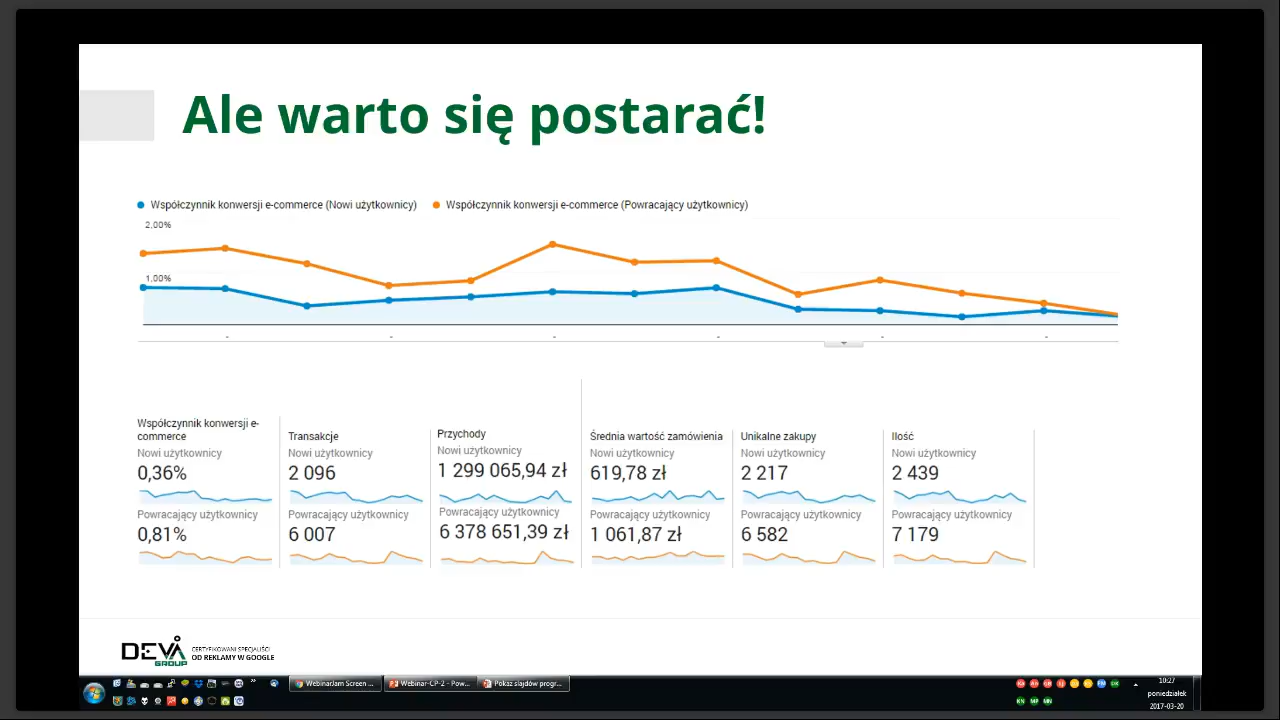 Ale warto się postarać!
Współczynnik konwersji e-commerce (Nowi użytkownicy) Współczynnik konwersji e-commerce (Powracający użytkownicy)
2,00%
1,00%
Współczynnik konwersji e-
commerce
Nowi użytkownicy
0,36%
Powracający użytkownicy
0,81%
Transakcje
Nowi użytkownicy
2 096
Powracający użytkownicy
6 007
Przychody
Nowi użytkownicy
1 299 065,94 zł
Powracający użytkownicy
6 378 651,39 zł
Średnia wartość zamówienia
Nowi użytkownicy
619,78 zł
Powracający użytkownicy
1 061,87 zł
Unikalne zakupy
Nowi użytkownicy
2 217
Powracający użytkownicy
6 582
Ilość
Nowi użytkownicy
2 439
Powracający użytkownicy
7 179
DEVA
GROUP
CERTYFIKOWANI SPECJALIŚCI
OD REKLAMY W GOOGLE
WebinarJam Screen ...
Webinar-CP-2 - Pow...
Pokaz slajdów progr...
10:27
poniedziałek
2017-03-20